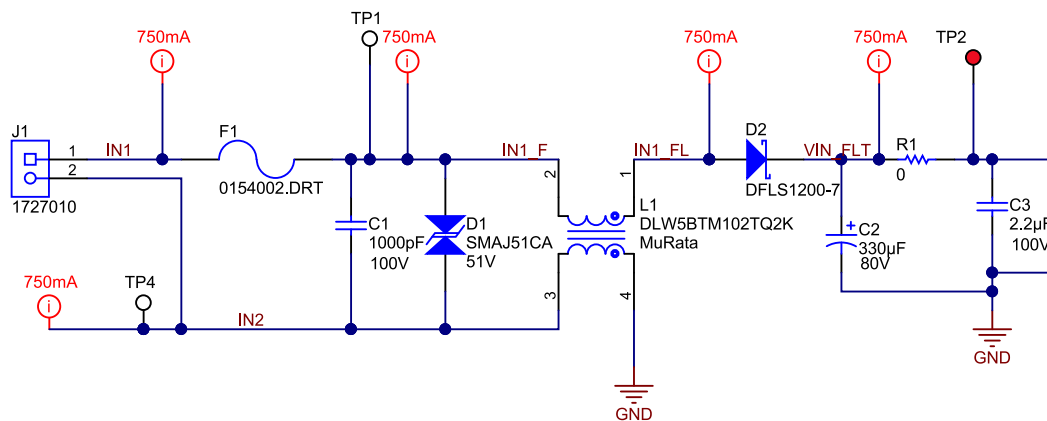 750mA
TP1
750mA
750mA
750mA
TP2
J1
F1
D2
R1
1
IN1
IN1_F
IN1_FL
VIN_FLT
2
0154002.DRT
2
1
DFLS1200-7
0
1727010
C1
1000pF
100V
D1
SMAJ51CA
51V
L1
DLW5BTM102TQ2K
MuRata
+
C2
330µF
80V
C3
2.2µF
100V
750mA
TP4
IN2
3
4
GND
GND